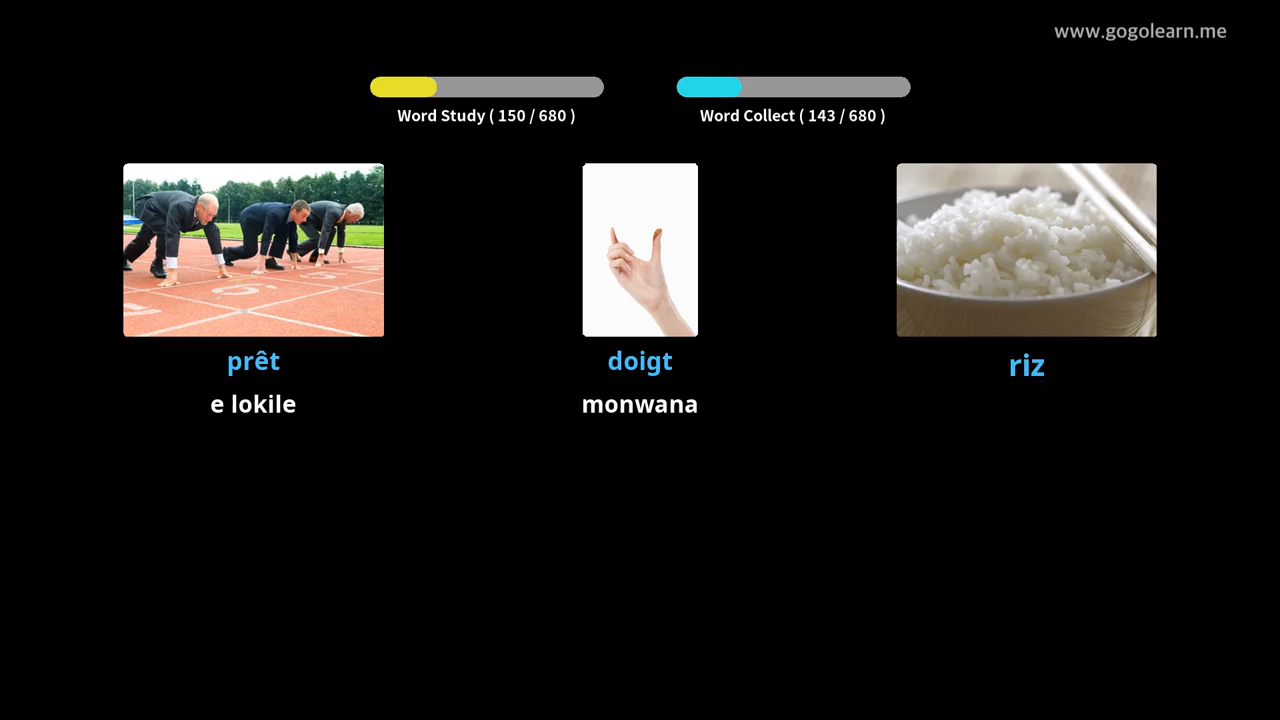 www.gogolearn.me
Word Study ( 150 / 680 )
Word Collect ( 143 / 680 )
prêt
doigt
riz
e lokile
monwana